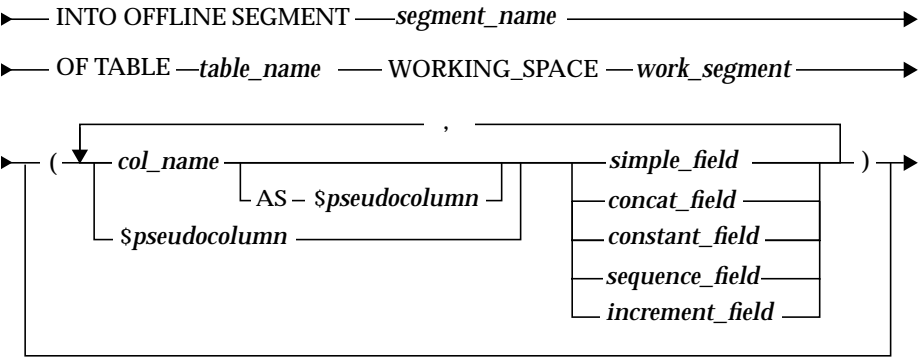 INTO OFFLINE SEGMENT segment_name
OF TABLE table_name WORKING_SPACE work_segment
,
( col_name simple_field )
AS $pseudocolumn concat_field
$pseudocolumn constant_field
sequence_field
increment_field